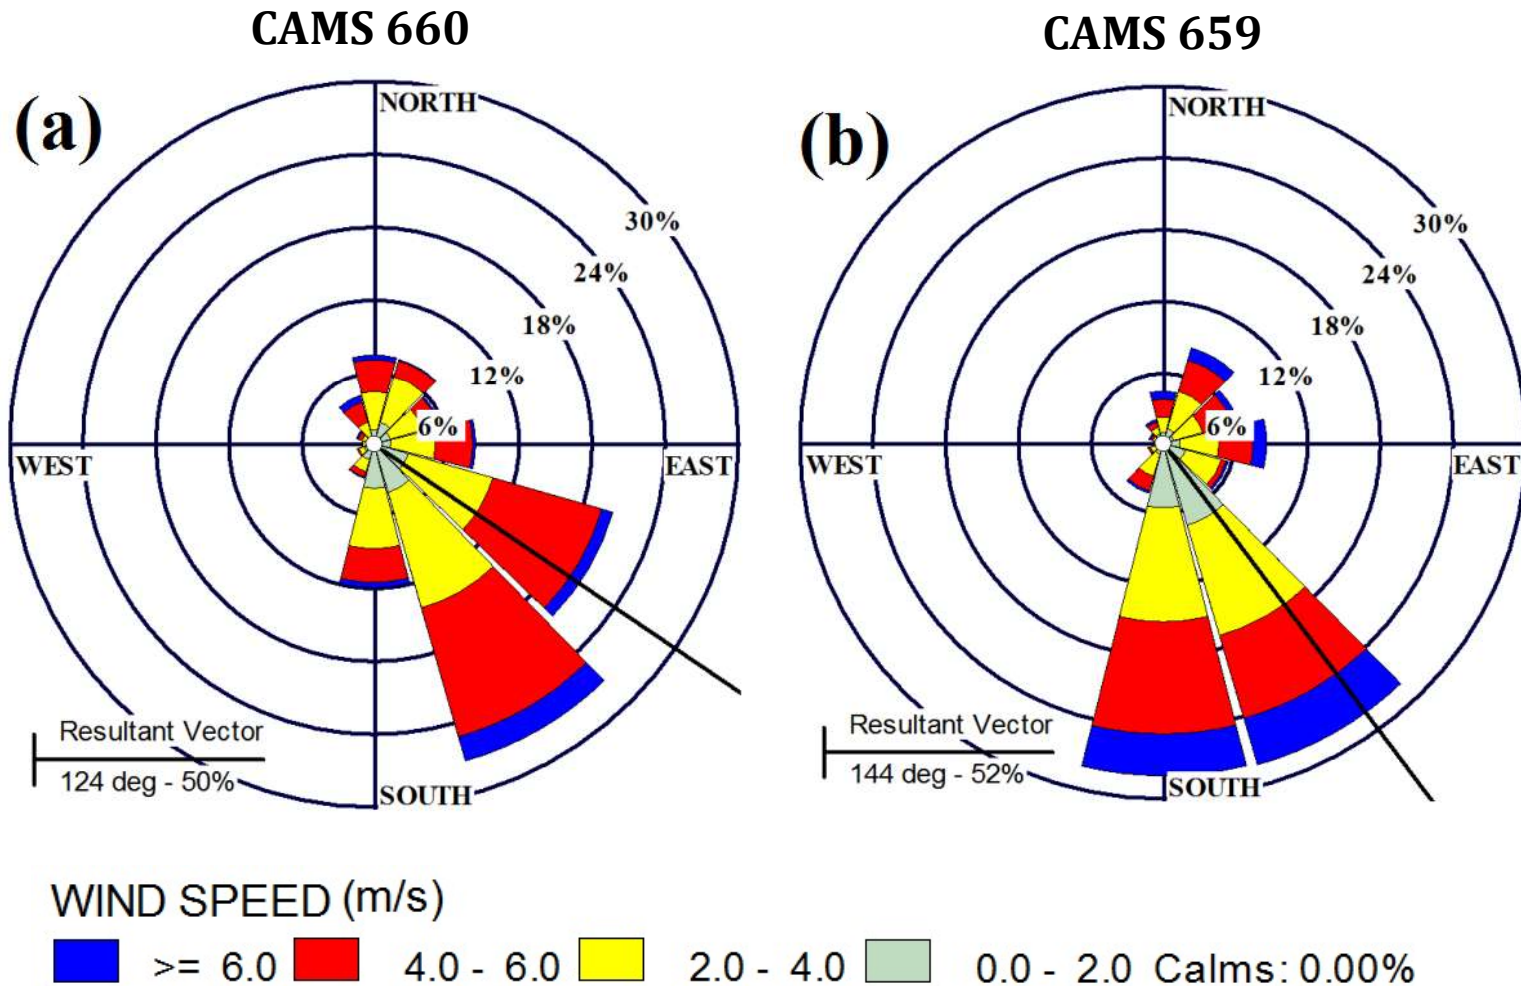 CAMS 660
CAMS 659
(a)
NORTH
30%
24%
18%
12%
6%
WEST
EAST
SOUTH
Resultant Vector
124 deg - 50%
(b)
NORTH
30%
24%
18%
12%
6%
WEST
EAST
SOUTH
Resultant Vector
144 deg - 52%
WIND SPEED (m/s)
>= 6.0 4.0 - 6.0 2.0 - 4.0 0.0 - 2.0 Calms: 0.00%